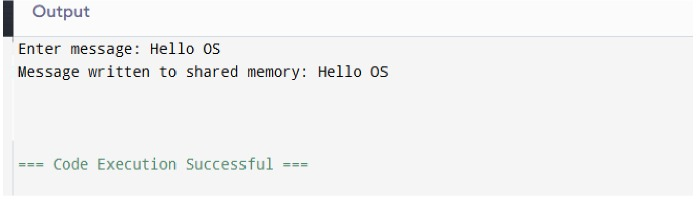 Output
Enter message: Hello OS
Message written to shared memory: Hello OS
=== Code Execution Successful ===